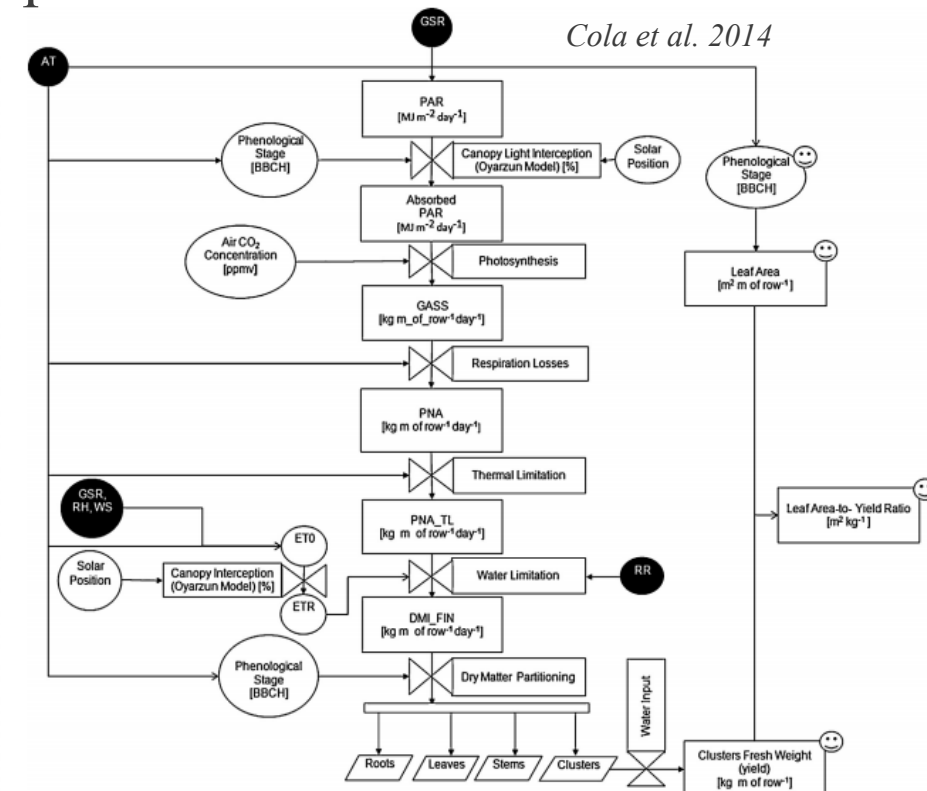 GSR
Cola et al. 2014
AT
PAR
[MJ m-2 day-1]
Phenological
Stage
[BBCH]
Canopy Light Interception
(Oyarzun Model) [%]
Solar
Position
Phenological
Stage
[BBCH]
Absorbed
PAR
[MJ m-2 day-1]
Air CO2
Concentration
[ppmv]
Photosynthesis
Leaf Area
[m2 m of row-1]
GASS
[kg m_of_row-1 day-1]
Respiration Losses
PNA
[kg m of row-1 day-1]
Thermal Limitation
GSR,
RH, WS
PNA_TL
[kg m of row-1 day-1]
Leaf Area-to- Yield Ratio
[m2 kg-1]
ET0
Solar
Position
Canopy Interception
(Oyarzun Model) [%]
Water Limitation
RR
ETR
DMI_FIN
[kg m of row-1 day-1]
Phenological
Stage
[BBCH]
Dry Matter Partitioning
Water Input
Roots
Leaves
Stems
Clusters
Clusters Fresh Weight
(yield)
[kg m of row-1]